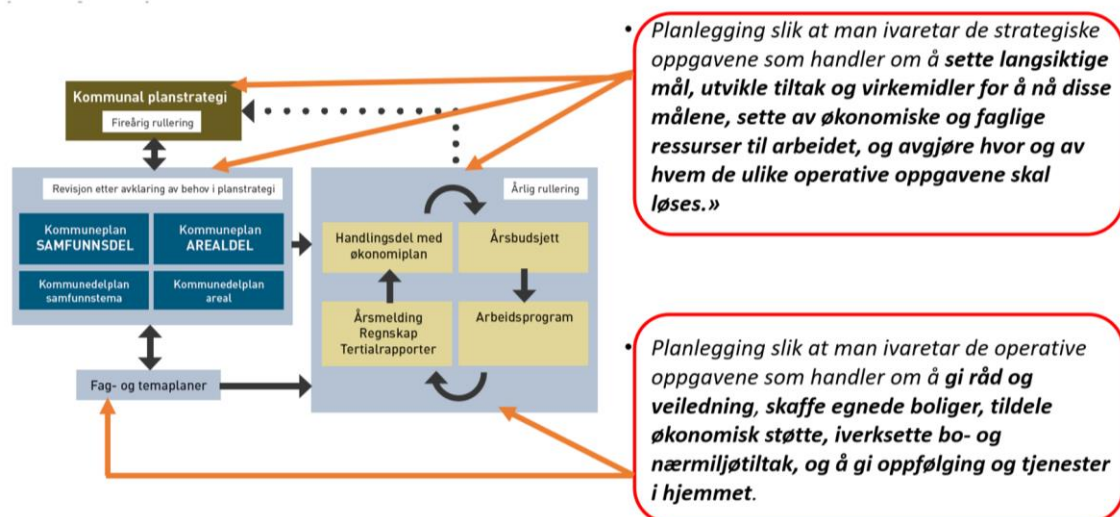 Kommunal planstrategi
Fireårig rullering
Revisjon etter avklaring av behov i planstrategi
Kommuneplan
SAMFUNNSDEL
Kommuneplan
AREALDEL
Kommunedelplan
samfunnstema
Kommunedelplan
areal
Fag- og temaplaner
Årlig rullering
Handlingsdel med
økonomiplan
Årsbudsjett
Årsmelding
Regnskap
Tertialrapporter
Arbeidsprogram
• Planlegging slik at man ivaretar de strategiske
oppgavene som handler om å sette langsiktige
mål, utvikle tiltak og virkemidler for å nå disse
målene, sette av økonomiske og faglige
ressurser til arbeidet, og avgjøre hvor og av
hvem de ulike operative oppgavene skal
løses.»
• Planlegging slik at man ivaretar de operative
oppgavene som handler om å gi råd og
veiledning, skaffe egnede boliger, tildele
økonomisk støtte, iverksette bo- og
nærmiljøtiltak, og å gi oppfølging og tjenester
i hjemmet.